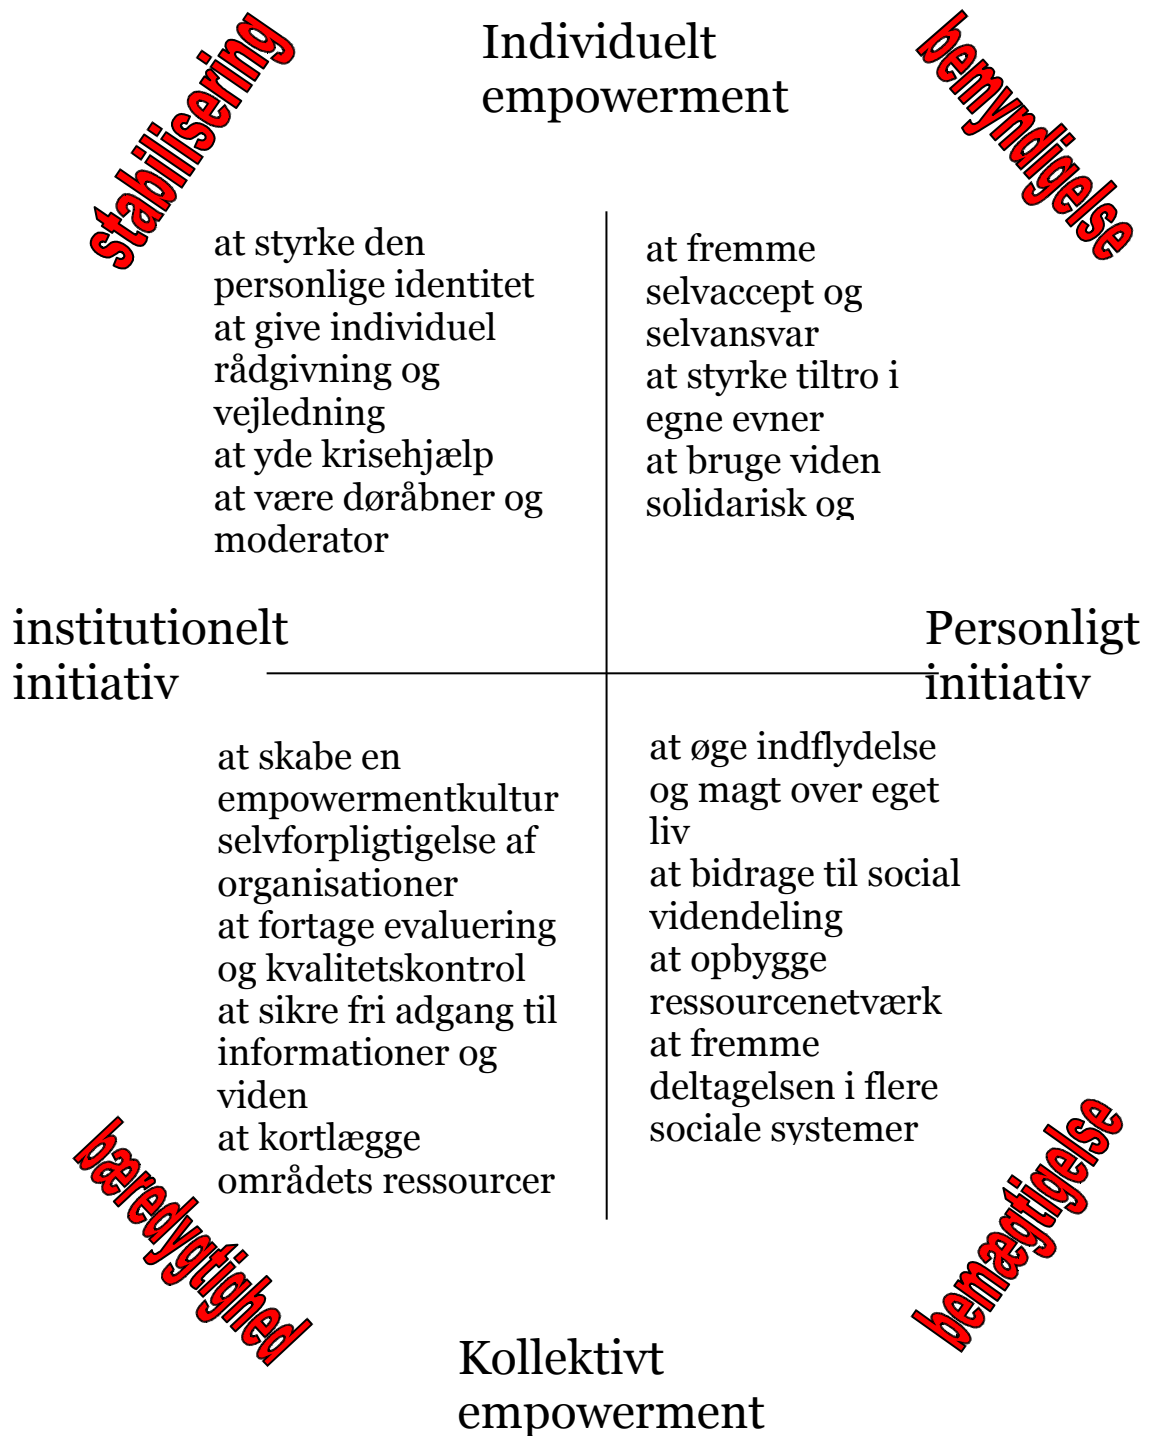 stabilisering
Individuelt
empowerment
bemyndigelse
at styrke den
personlige identitet
at give individuel
rådgivning og
vejledning
at yde krisehjælp
at være døråbner og
moderator
at fremme
selvaccept og
selvansvar
at styrke tiltro i
egne evner
at bruge viden
solidarisk og
institutionelt
initiativ
Personligt
initiativ
at skabe en
empowermentkultur
selvforpligtigelse af
organisationer
at fortage evaluering
og kvalitetskontrol
at sikre fri adgang til
informationer og
viden
at kortlægge
områdets ressourcer
at øge indflydelse
og magt over eget
liv
at bidrage til social
videndeling
at opbygge
ressourcenetværk
at fremme
deltagelsen i flere
sociale systemer
bæredygtighed
bemægtigelse
Kollektivt
empowerment